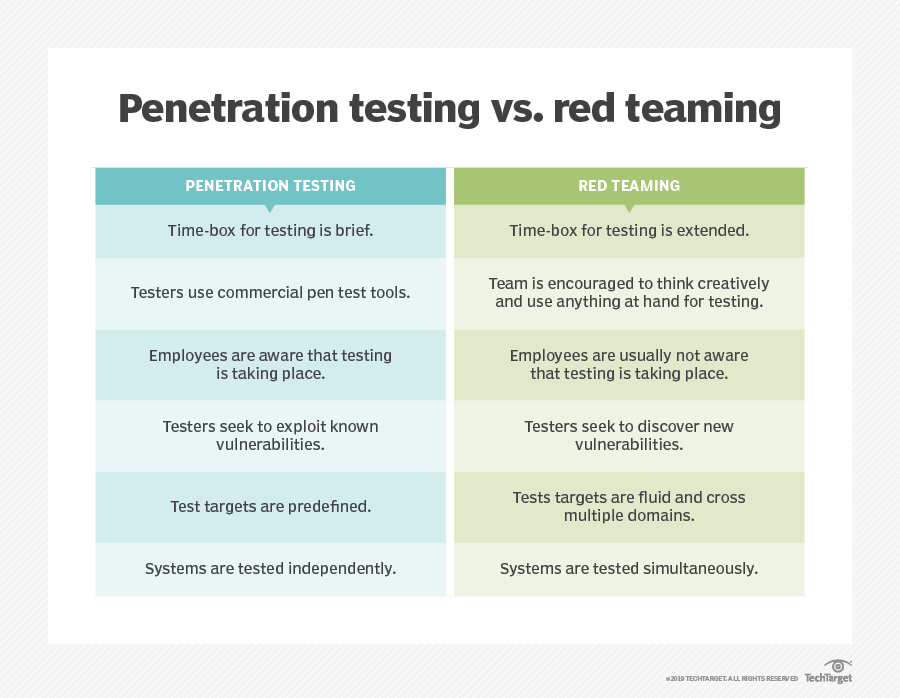 Penetration testing vs. red teaming
PENETRATION TESTING
RED TEAMING
Time-box for testing is brief.
Time-box for testing is extended.
Testers use commercial pen test tools.
Team is encouraged to think creatively
and use anything at hand for testing.
Employees are aware that testing
is taking place.
Employees are usually not aware
that testing is taking place.
Testers seek to exploit known
vulnerabilities.
Testers seek to discover new
vulnerabilities.
Test targets are predefined.
Tests targets are fluid and cross
multiple domains.
Systems are tested independently.
Systems are tested simultaneously.
©2019 TECHTARGET. ALL RIGHTS RESERVED
TechTarget